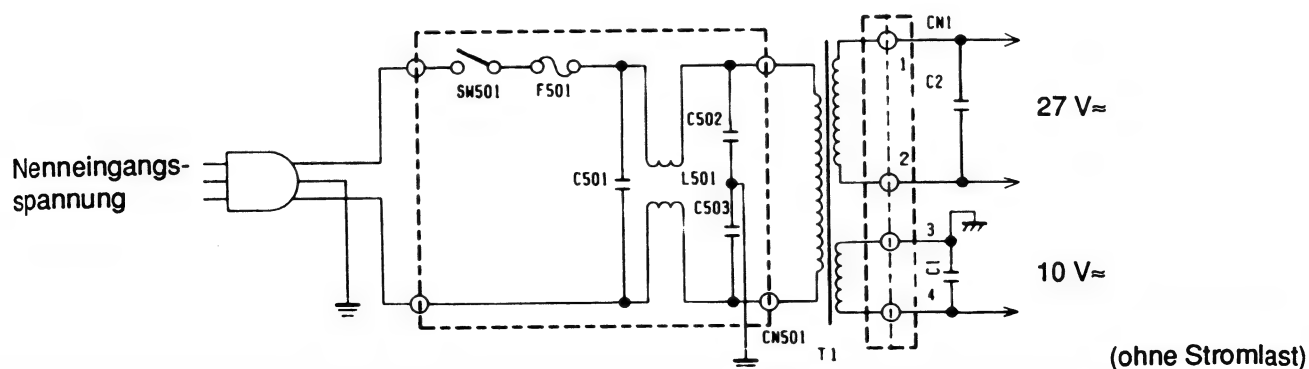 CN1
SW501
F501
1
C2
27 V≈
C502
Nenneingangs-
spannung
C501
L501
2
C503
3
C1
10 V≈
4
CN501
T1
(ohne Stromlast)